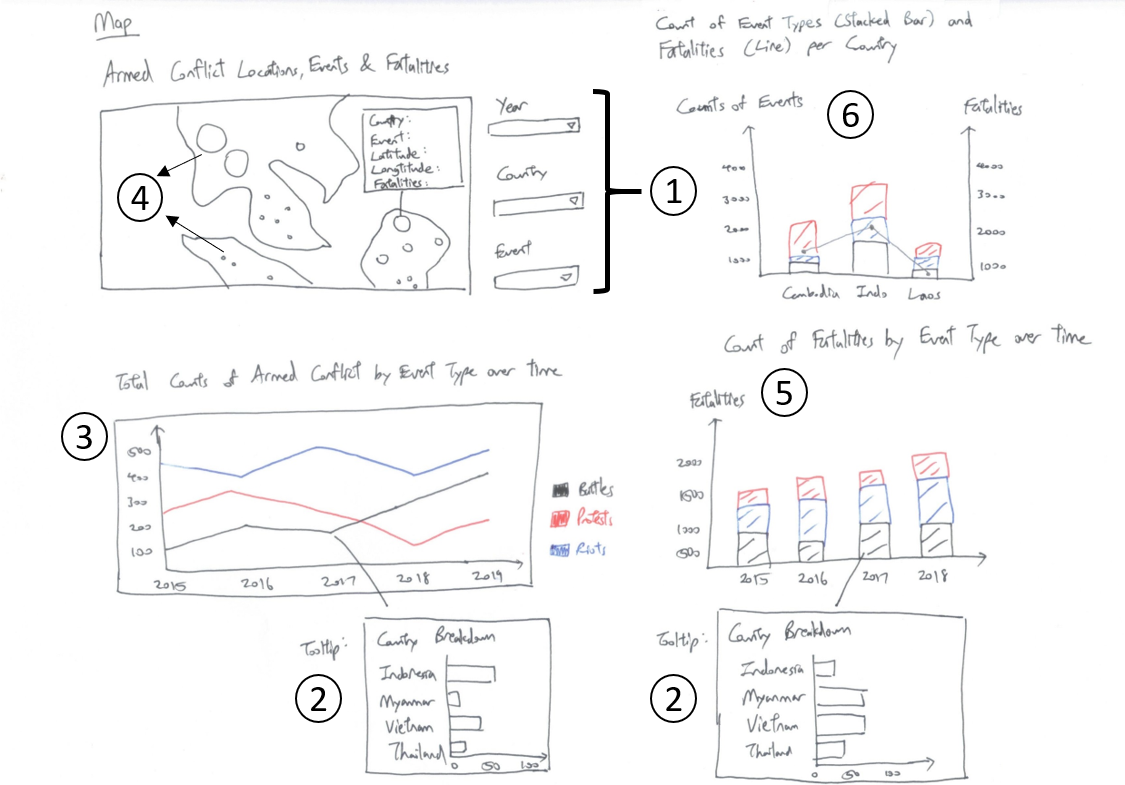 Map
Armed Conflict Locations, Events & Fatalities
Country:
Event:
Latitude:
Longtitude:
Fatalities:
4
Year
Country
Event
1
Count of Event Types (Stacked Bar) and
Fatalities (Line) per Country
Counts of Events
6
Fatalities
400
3000
2000
1000
4000
3000
2000
1000
Cambodia Indo Laos
Total Counts of Armed Conflict by Event Type over time
3
500
400
300
200
100
2015 2016 2017 2018 2019
Battles
Protests
Riots
Tooltip:
2
Country Breakdown
Indonesia
Myanmar
Vietnam
Thailand
0 50 100
Count of Fatalities by Event Type over time
Fatalities
5
2000
1500
1000
500
2015 2016 2017 2018
Tooltip:
2
Country Breakdown
Indonesia
Myanmar
Vietnam
Thailand
0 50 100